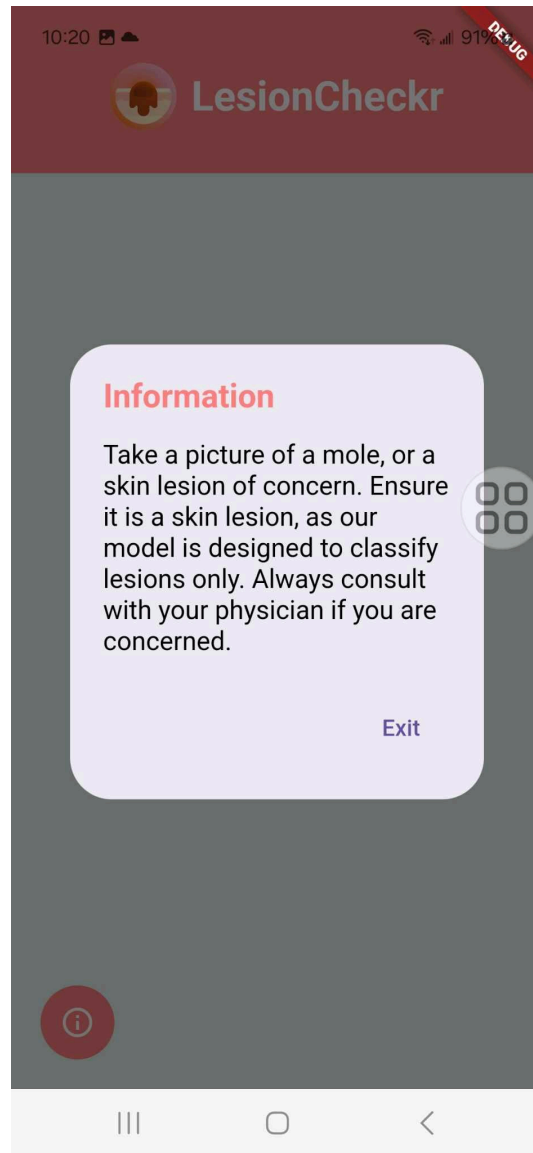 10:20
91%
DEBUG
LesionCheckr
Information
Take a picture of a mole, or a
skin lesion of concern. Ensure
it is a skin lesion, as our
model is designed to classify
lesions only. Always consult
with your physician if you are
concerned.
Exit